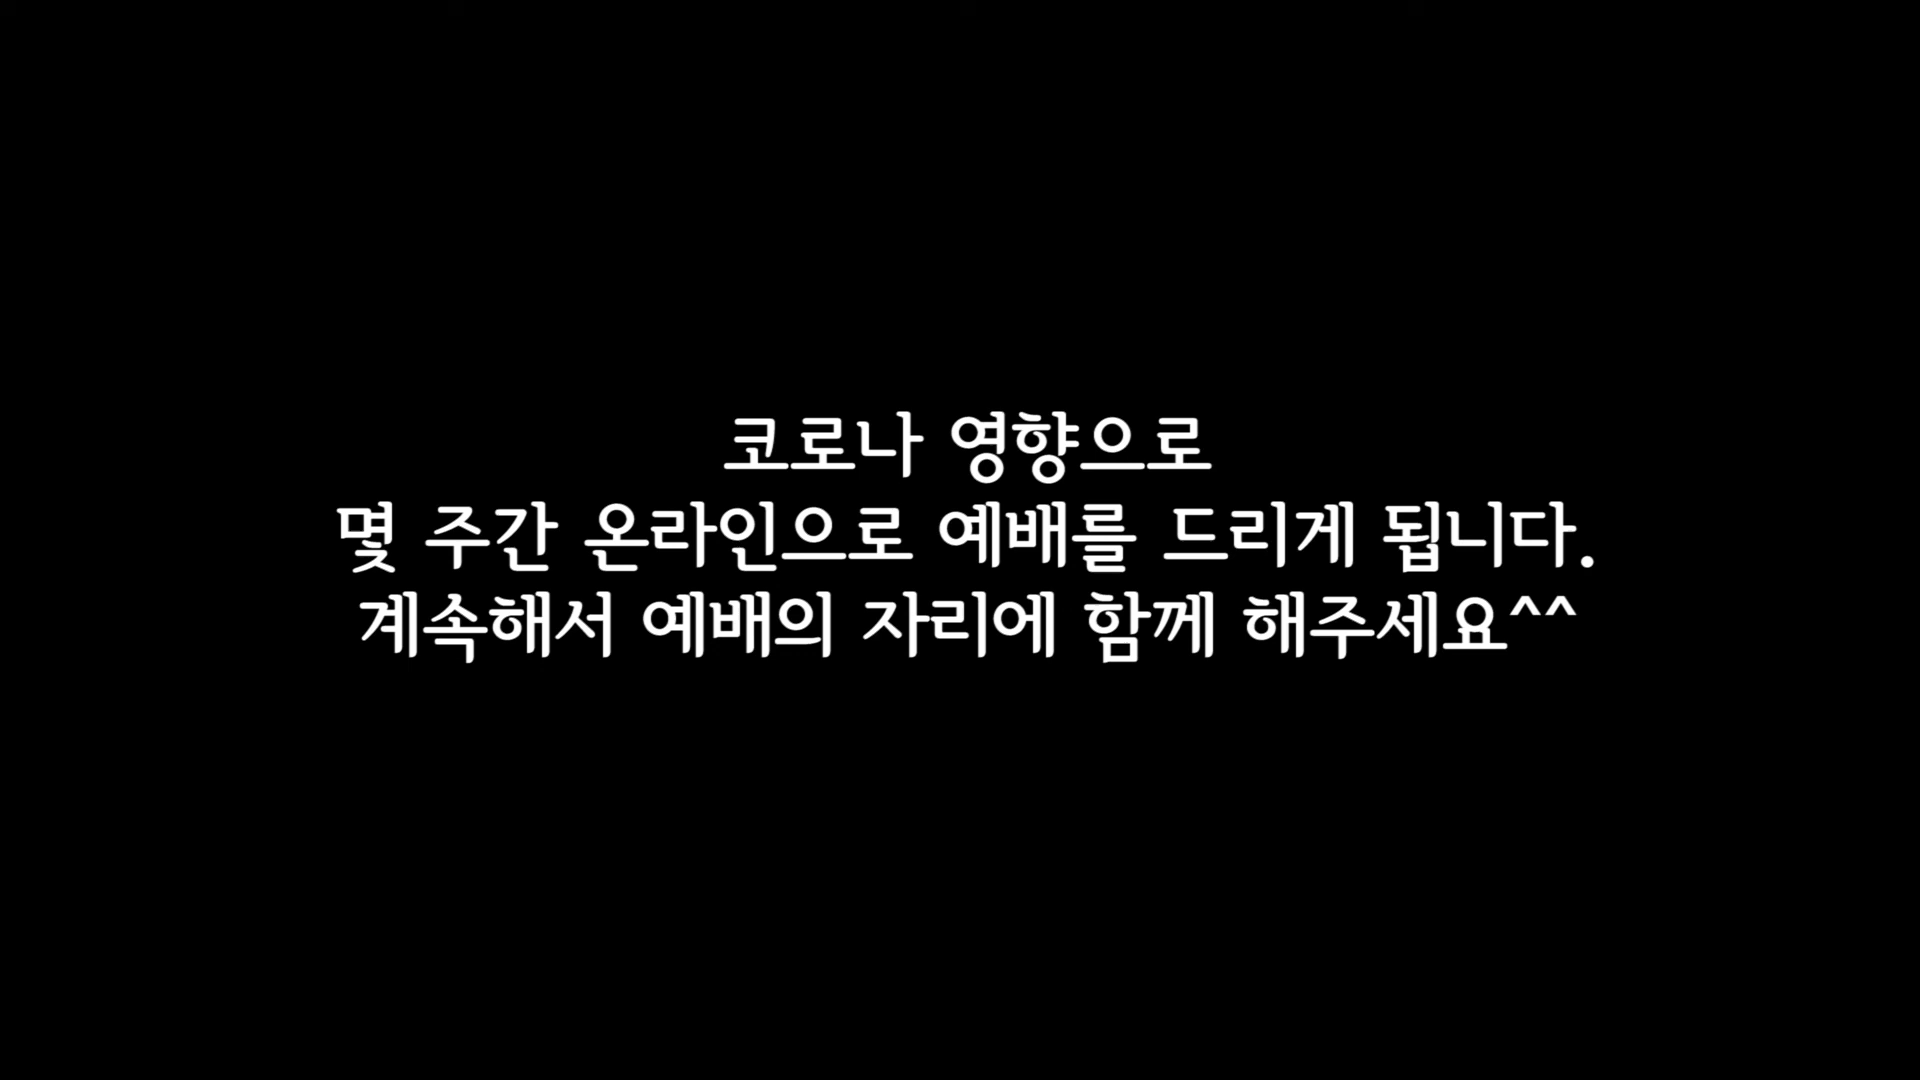 코로나 영향으로
몇 주간 온라인으로 예배를 드리게 됩니다.
계속해서 예배의 자리에 함께 해주세요^^